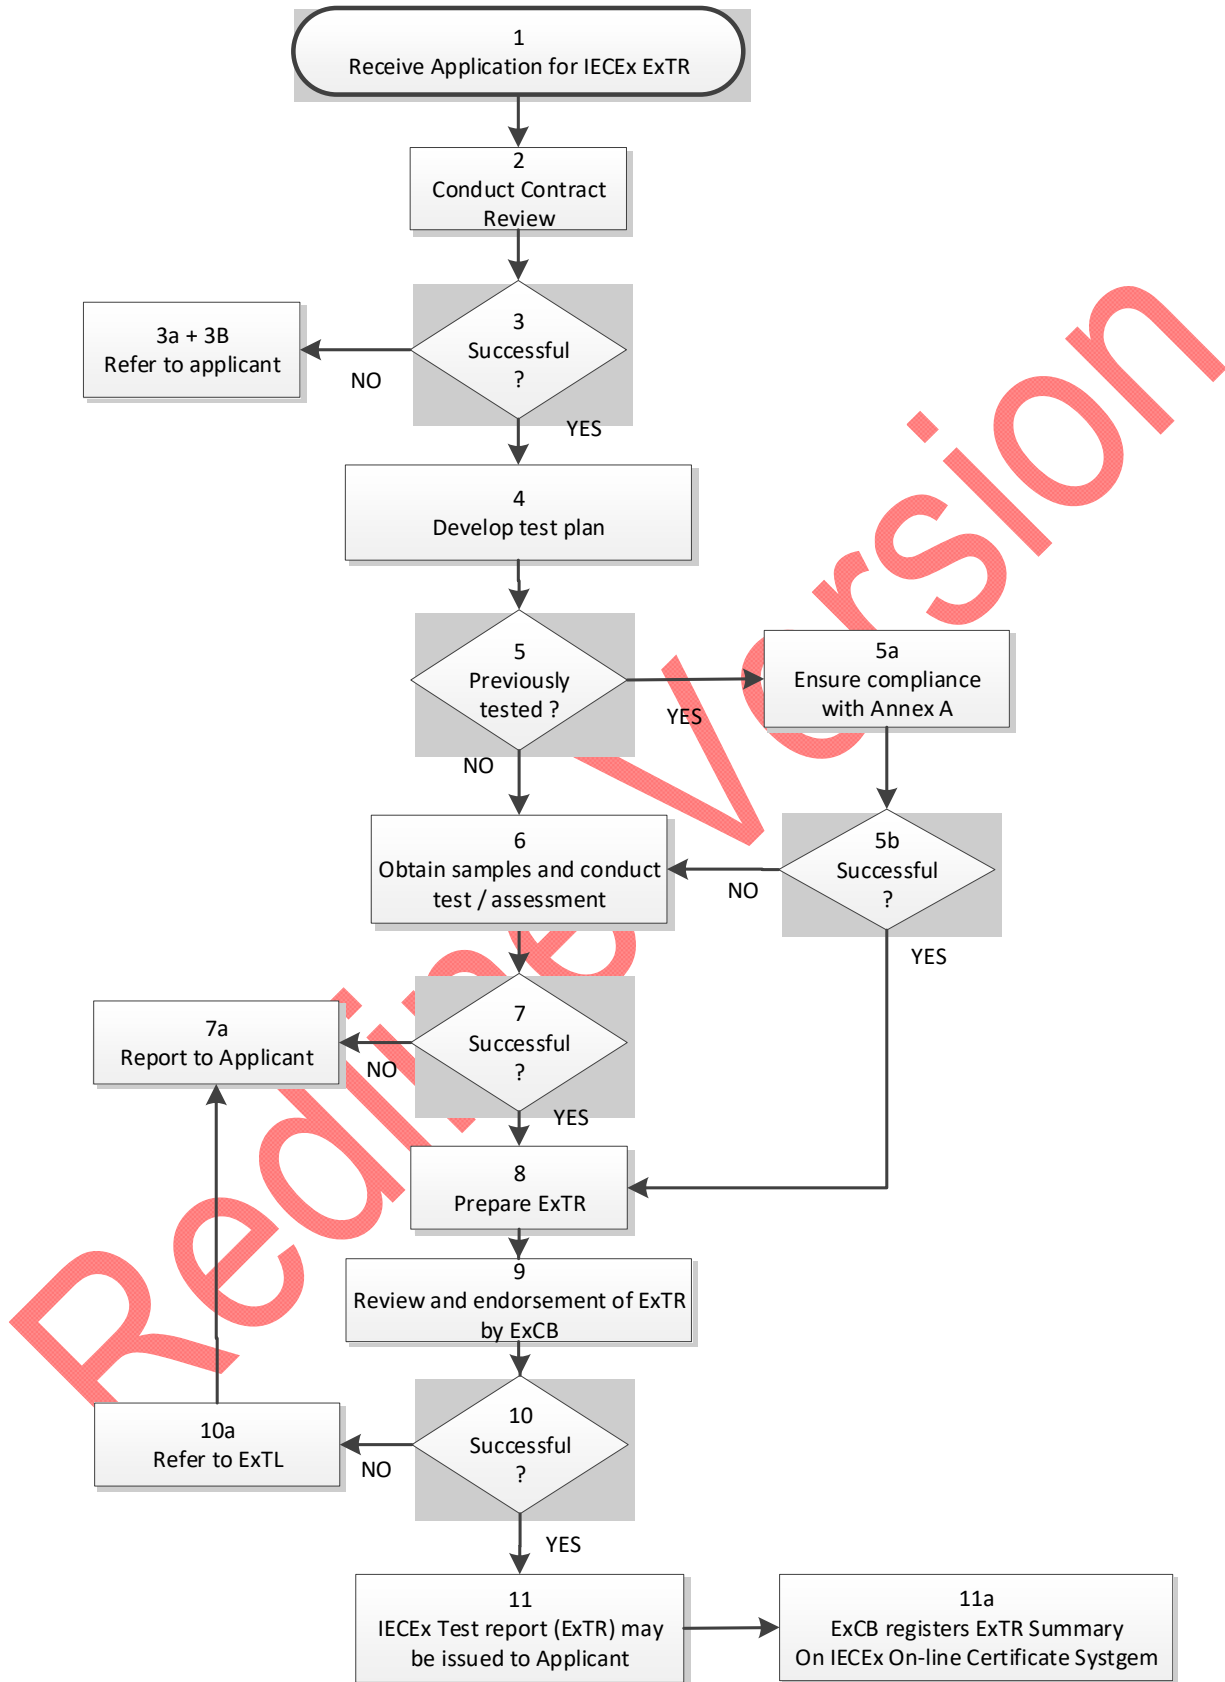 1
Receive Application for IECEx ExTR
2
Conduct Contract
Review
3
Successful
?
3a + 3B
Refer to applicant
NO
YES
4
Develop test plan
5
Previously
tested ?
YES
5a
Ensure compliance
with Annex A
NO
6
Obtain samples and conduct
test / assessment
NO
5b
Successful
?
YES
7
Successful
?
7a
Report to Applicant
NO
YES
8
Prepare ExTR
9
Review and endorsement of ExTR
by ExCB
10
Successful
?
10a
Refer to ExTL
NO
YES
11
IECEx Test report (ExTR) may
be issued to Applicant
11a
ExCB registers ExTR Summary
On IECEx On-line Certificate Systgem
Redline Version